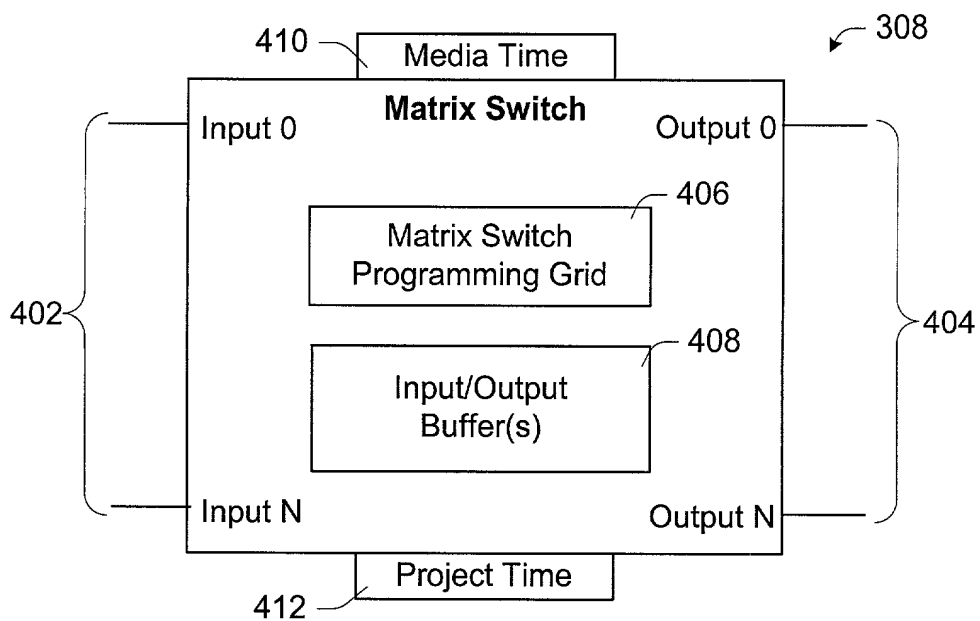 308
410
Media Time
Matrix Switch
Input 0
Output 0
406
Matrix Switch
Programming Grid
402
404
408
Input/Output
Buffer(s)
Input N
Output N
Project Time
412